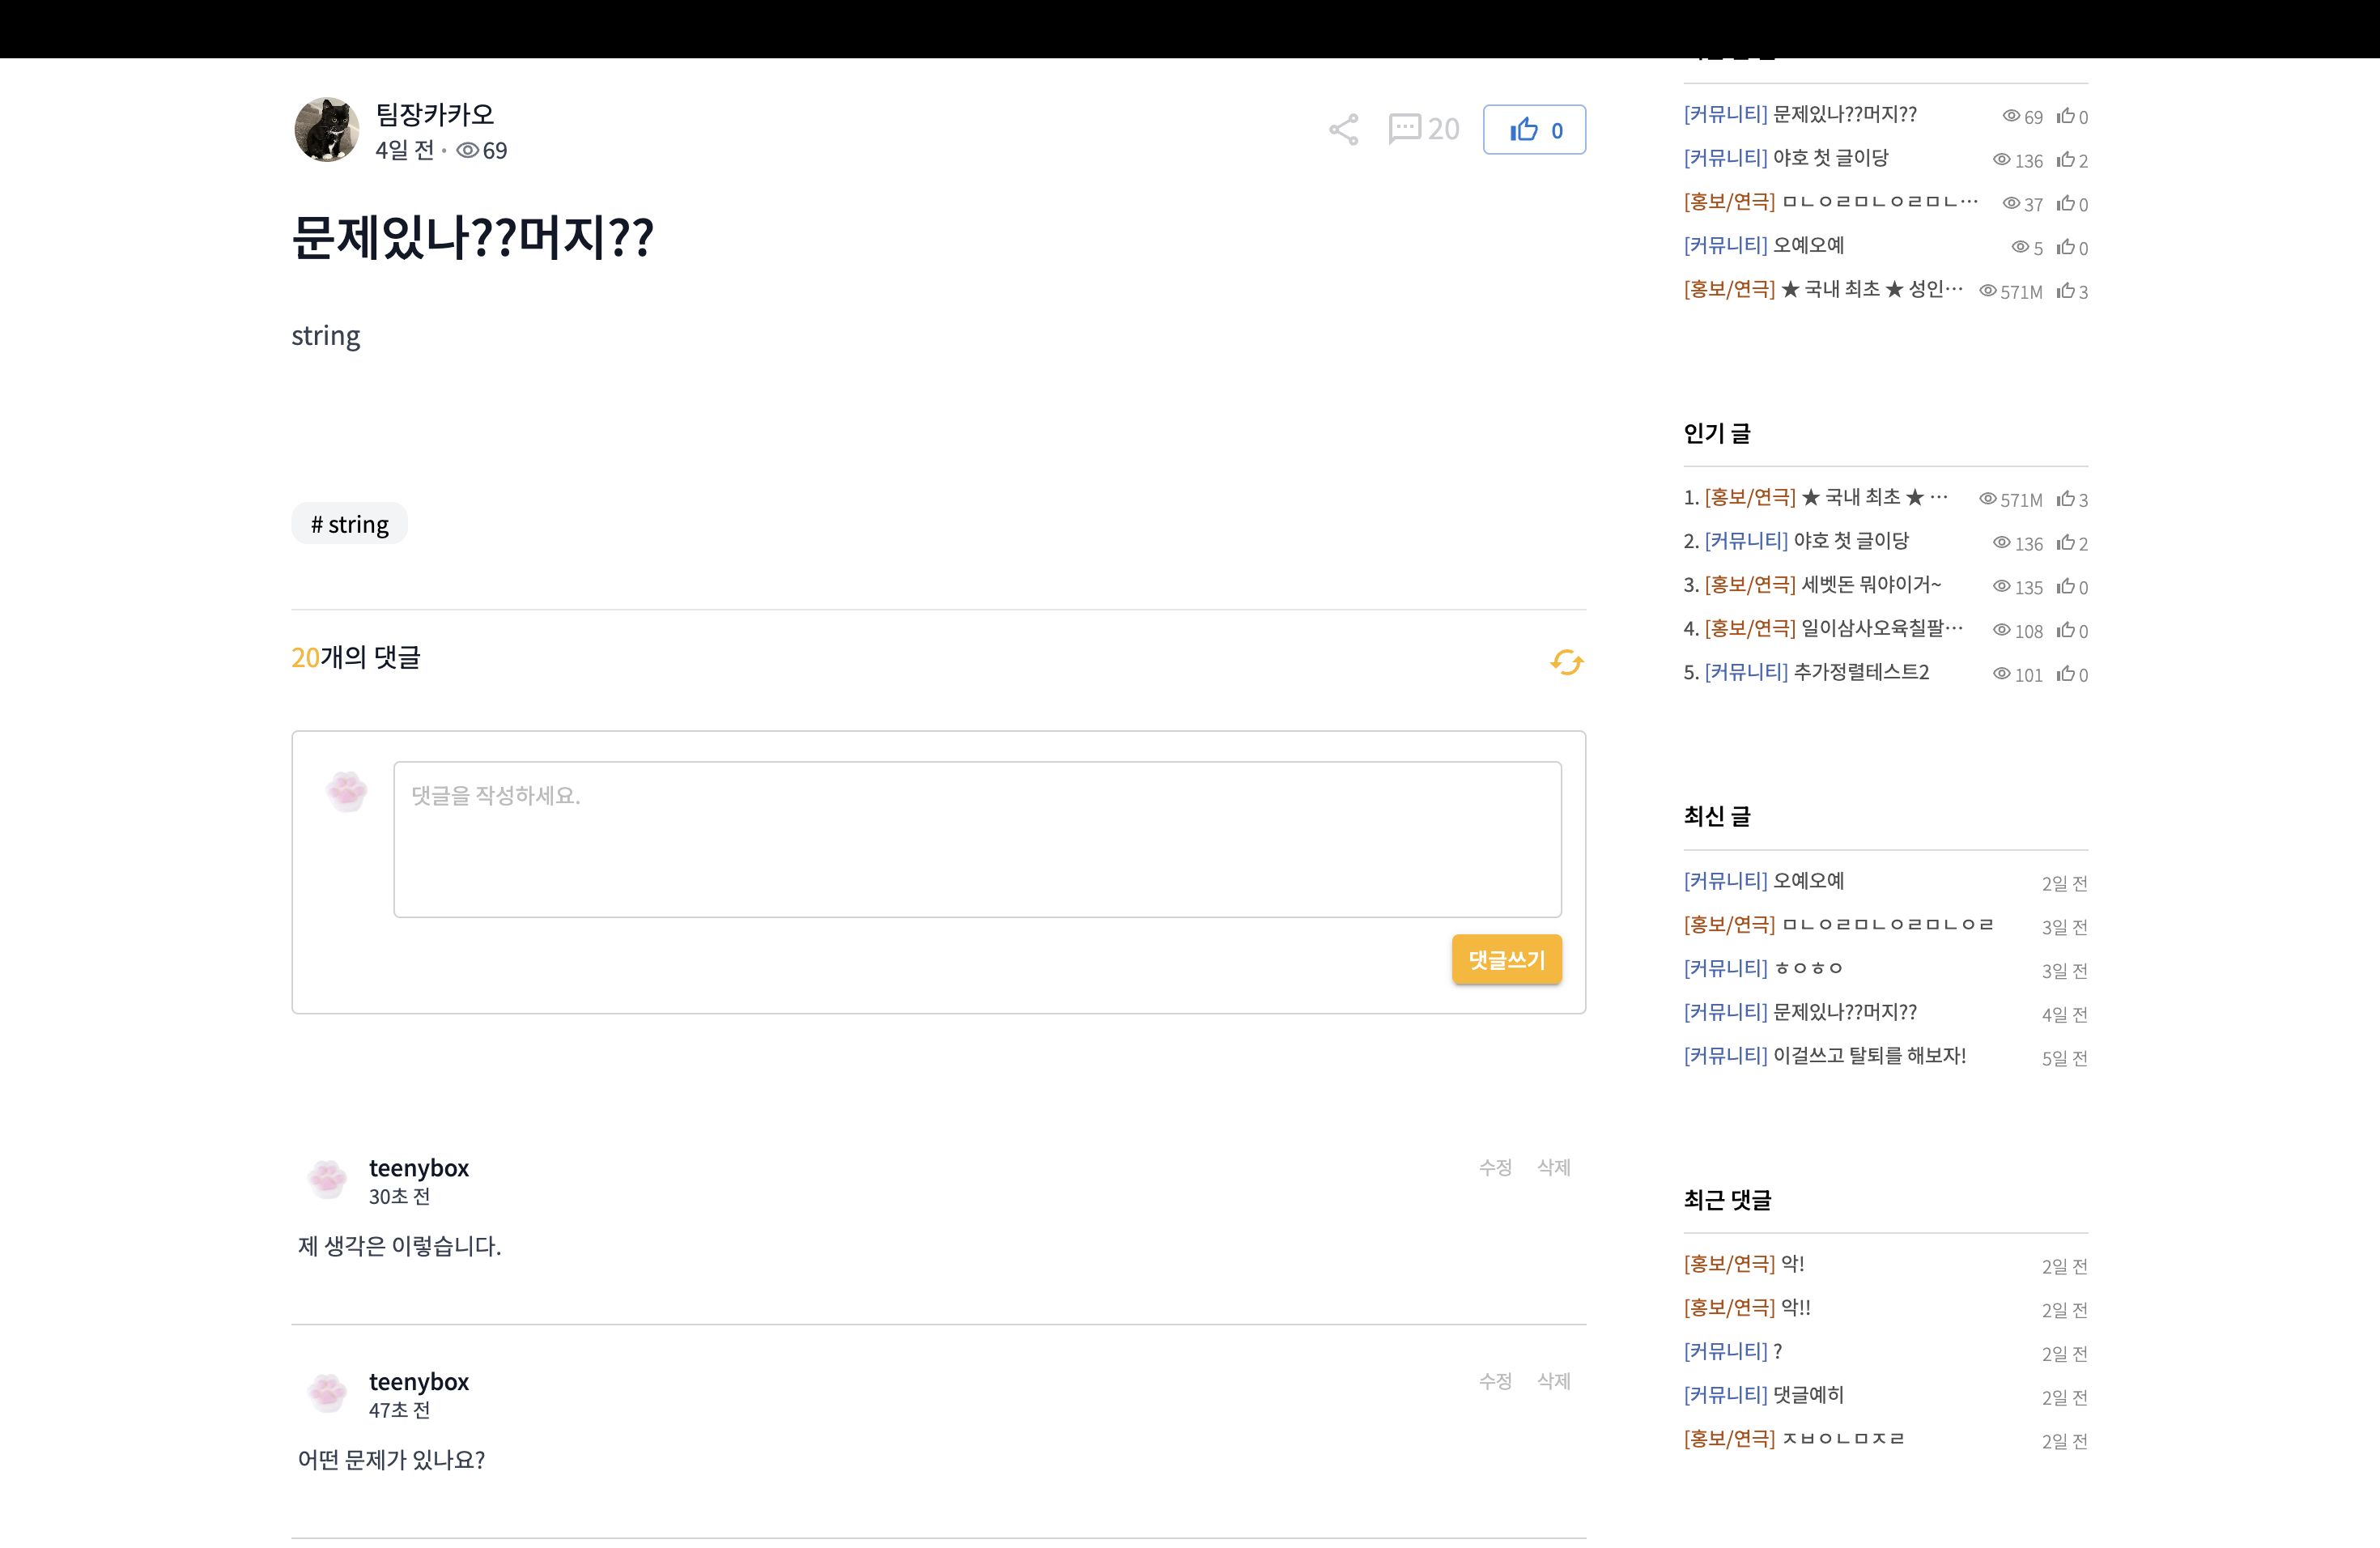 팀장카카오
4일 전 · 69
20
0
문제있나??머지??
string
# string
20개의 댓글
댓글을 작성하세요.
댓글쓰기
teenybox
수정 삭제
30초 전
제 생각은 이렇습니다.
teenybox
수정 삭제
47초 전
어떤 문제가 있나요?
[커뮤니티] 문제있나??머지?? 69 0
[커뮤니티] 야호 첫 글이당 136 2
[홍보/연극] ㅁㄴㅇㄹㅁㄴㅇㄹㅁㄴ… 37 0
[커뮤니티] 오예오예 5 0
[홍보/연극] ★ 국내 최초 ★ 성인… 571M 3
인기 글
1. [홍보/연극] ★ 국내 최초 ★ … 571M 3
2. [커뮤니티] 야호 첫 글이당 136 2
3. [홍보/연극] 세벳돈 뭐야이거~ 135 0
4. [홍보/연극] 일이삼사오육칠팔… 108 0
5. [커뮤니티] 추가정렬테스트2 101 0
최신 글
[커뮤니티] 오예오예 2일 전
[홍보/연극] ㅁㄴㅇㄹㅁㄴㅇㄹㅁㄴㅇㄹ 3일 전
[커뮤니티] ㅎㅇㅎㅇ 3일 전
[커뮤니티] 문제있나??머지?? 4일 전
[커뮤니티] 이걸쓰고 탈퇴를 해보자! 5일 전
최근 댓글
[홍보/연극] 악! 2일 전
[홍보/연극] 악!! 2일 전
[커뮤니티] ? 2일 전
[커뮤니티] 댓글예히 2일 전
[홍보/연극] ㅈㅂㅇㄴㅁㅈㄹ 2일 전